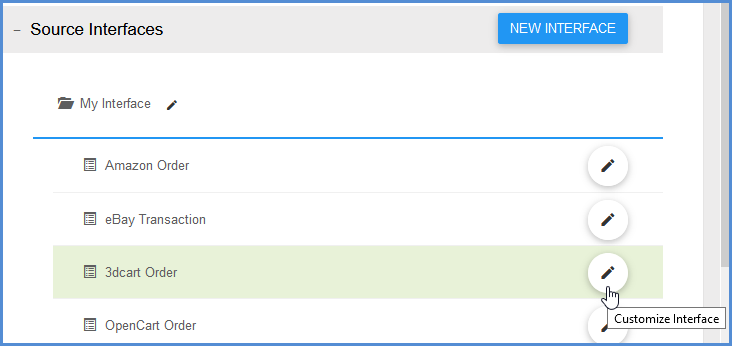 − Source Interfaces NEW INTERFACE
My Interface
Amazon Order
eBay Transaction
3dcart Order
Customize Interface
OpenCart Order